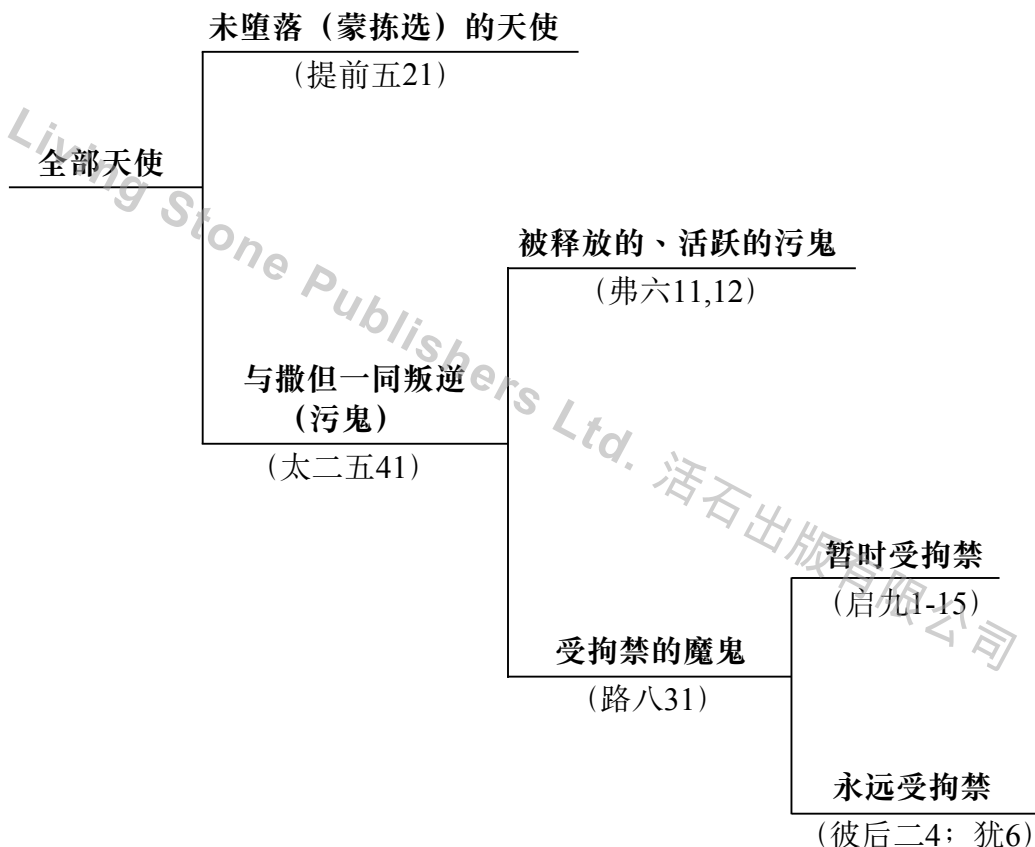 未堕落（蒙拣选）的天使
（提前五21）
全部天使
被释放的、活跃的污鬼
（弗六11,12）
与撒但一同叛逆
（污鬼）
（太二五41）
暂时受拘禁
（启九1-15）
受拘禁的魔鬼
（路八31）
永远受拘禁
（彼后二4；犹6）
Living Stone Publishers Ltd. 活石出版有限公司